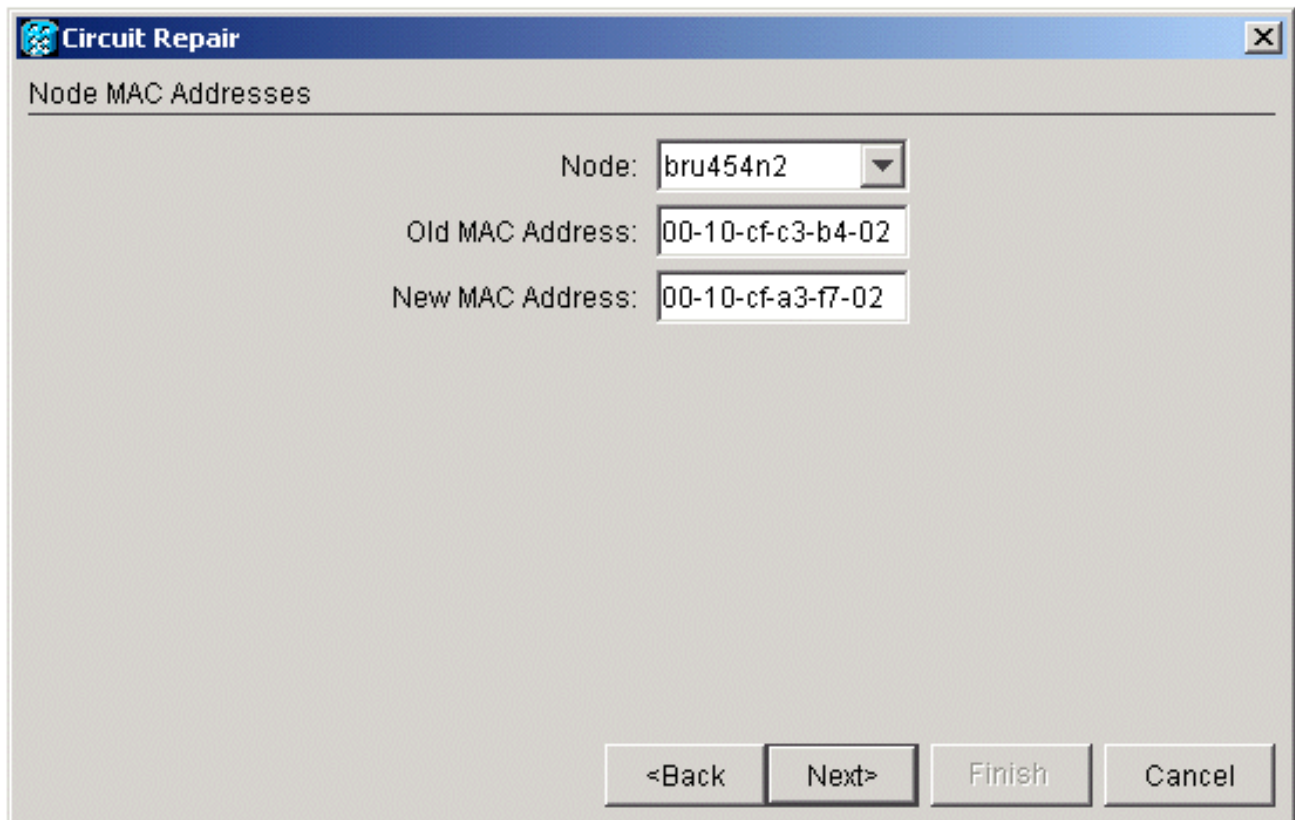 Circuit Repair
Node MAC Addresses
Node: bru454n2
Old MAC Address: 00-10-cf-c3-b4-02
New MAC Address: 00-10-cf-a3-f7-02
<Back Next> Finish Cancel